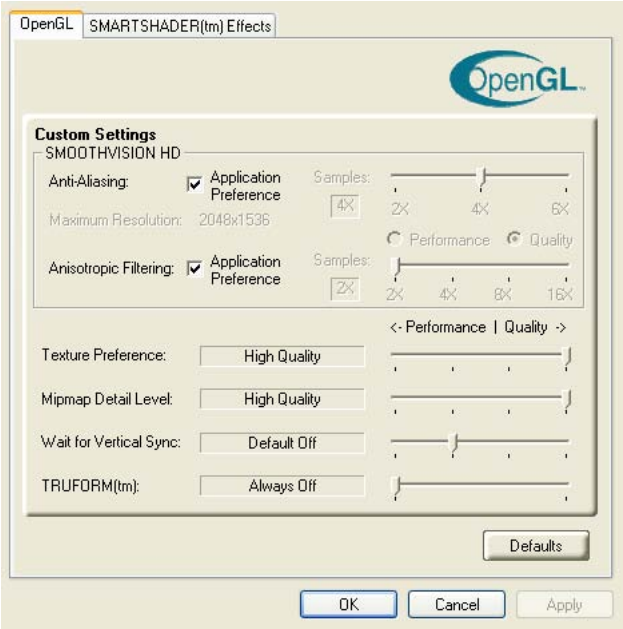 OpenGL SMARTSHADER(tm) Effects
OpenGL™
Custom Settings
SMOOTHVISION HD
Anti-Aliasing: Application Preference Samples: 4X
2X 4X 6X
Maximum Resolution: 2048x1536
Performance Quality
Anisotropic Filtering: Application Preference Samples: 2X
2X 4X 8X 16X
<- Performance | Quality ->
Texture Preference: High Quality
Mipmap Detail Level: High Quality
Wait for Vertical Sync: Default Off
TRUFORM(tm): Always Off
Defaults
OK Cancel Apply